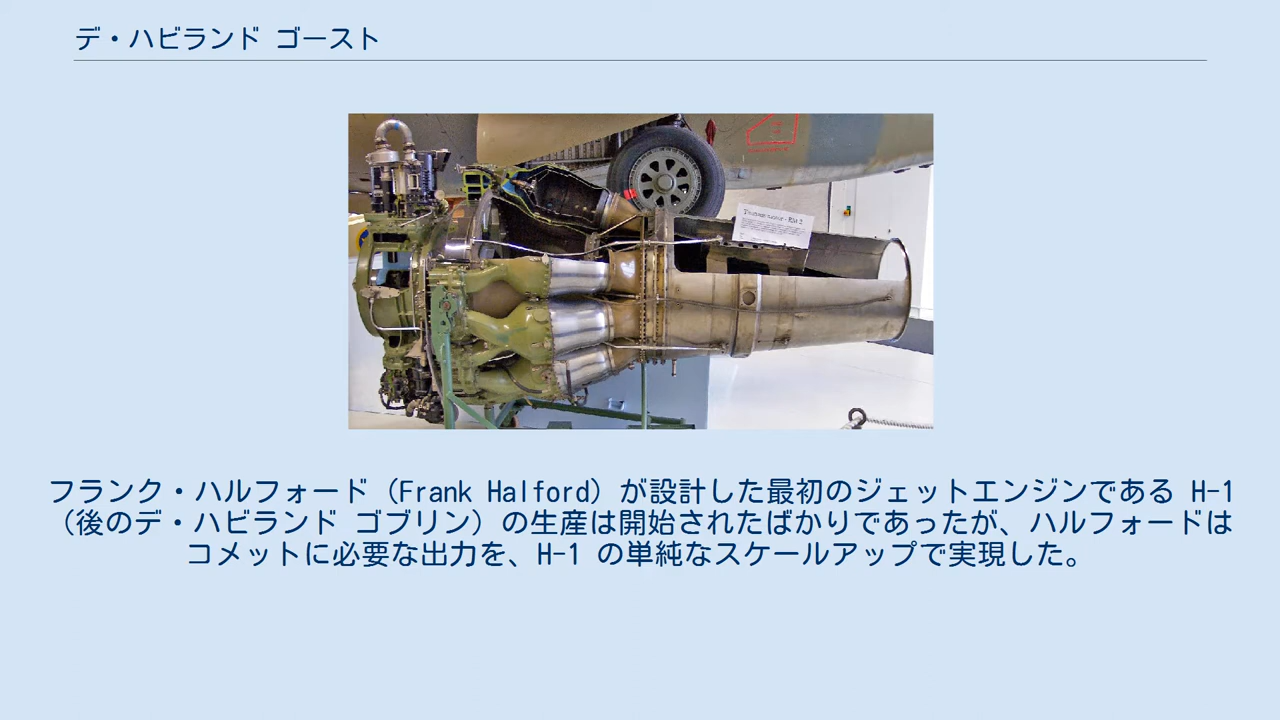 デ・ハビランド ゴースト
フランク・ハルフォード（Frank Halford）が設計した最初のジェットエンジンである H-1
（後のデ・ハビランド ゴブリン）の生産は開始されたばかりであったが、ハルフォードは
コメットに必要な出力を、H-1 の単純なスケールアップで実現した。